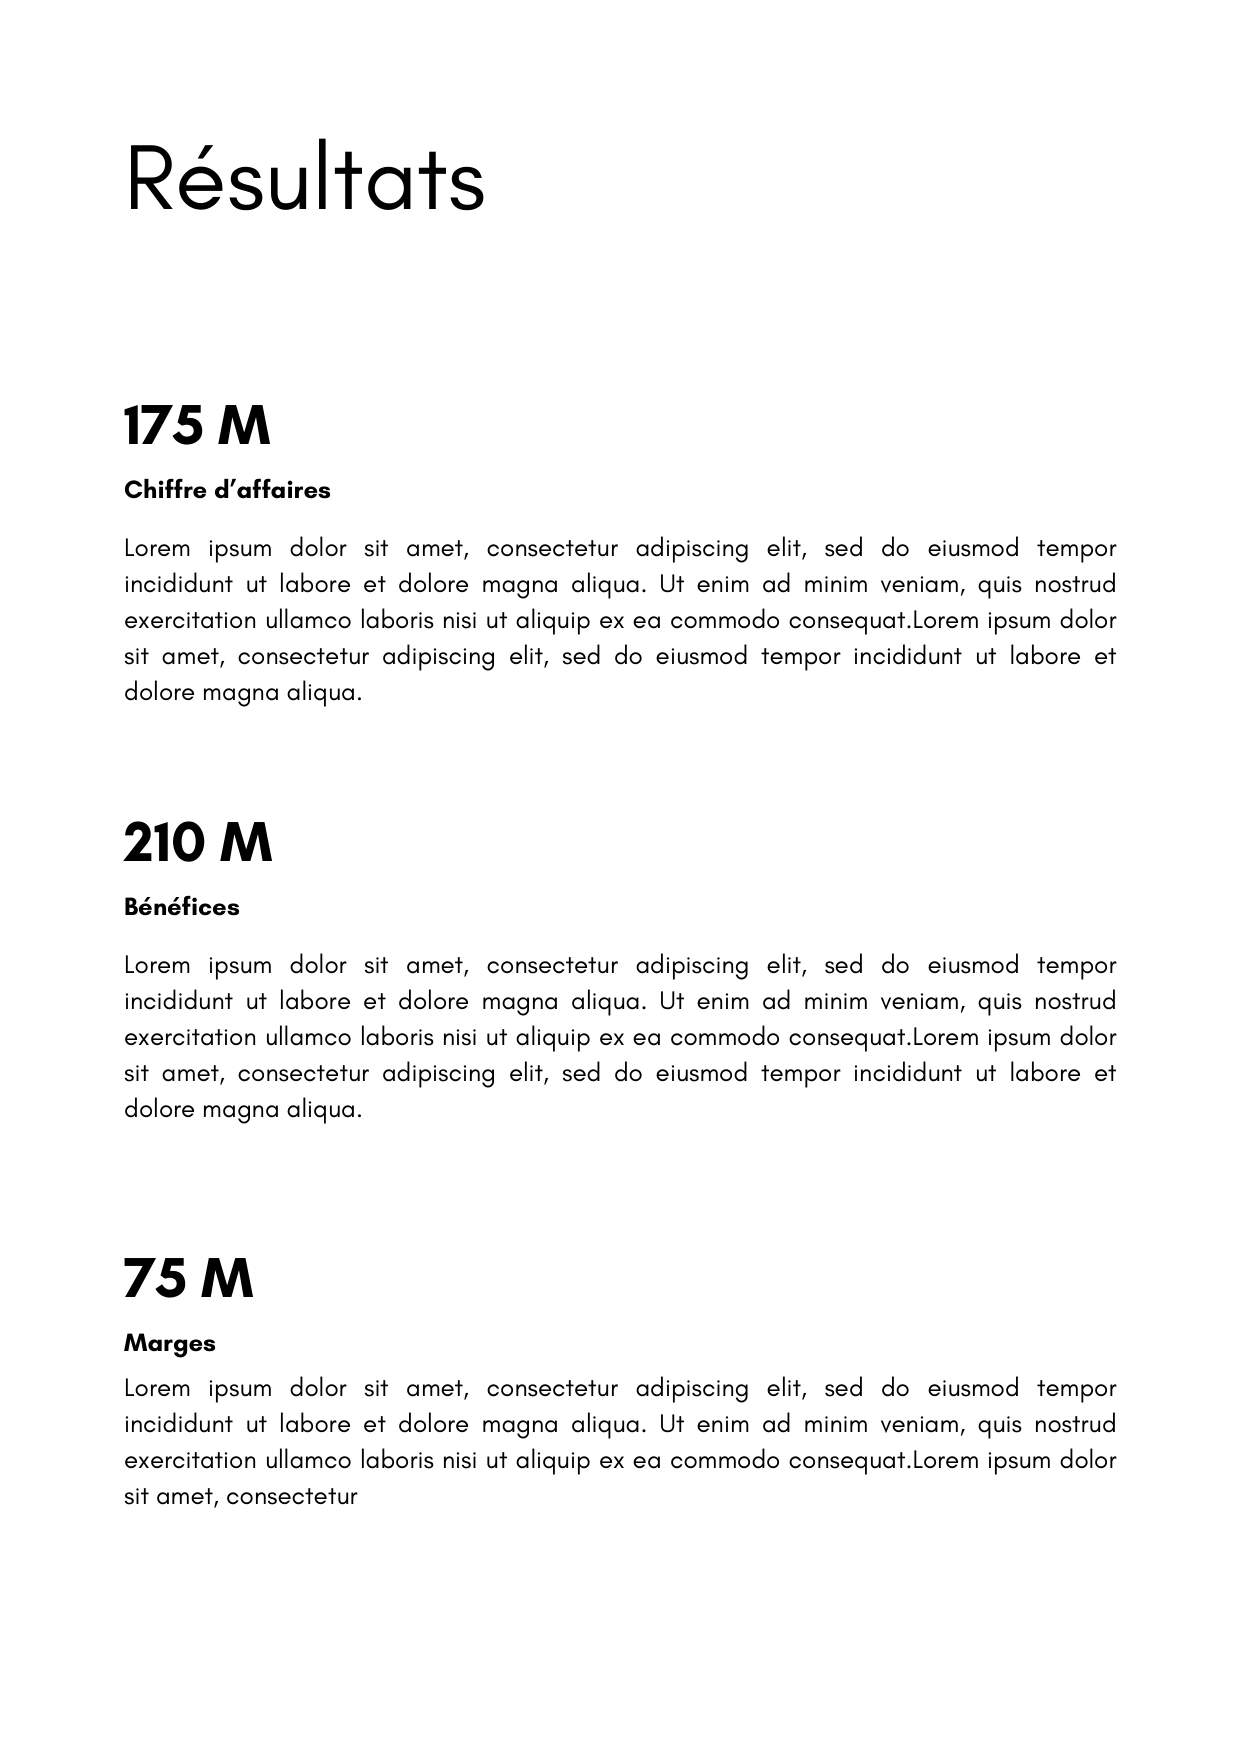 Résultats
175 M
Chiffre d’affaires
Lorem ipsum dolor sit amet, consectetur adipiscing elit, sed do eiusmod tempor
incididunt ut labore et dolore magna aliqua. Ut enim ad minim veniam, quis nostrud
exercitation ullamco laboris nisi ut aliquip ex ea commodo consequat.Lorem ipsum dolor
sit amet, consectetur adipiscing elit, sed do eiusmod tempor incididunt ut labore et
dolore magna aliqua.
210 M
Bénéfices
Lorem ipsum dolor sit amet, consectetur adipiscing elit, sed do eiusmod tempor
incididunt ut labore et dolore magna aliqua. Ut enim ad minim veniam, quis nostrud
exercitation ullamco laboris nisi ut aliquip ex ea commodo consequat.Lorem ipsum dolor
sit amet, consectetur adipiscing elit, sed do eiusmod tempor incididunt ut labore et
dolore magna aliqua.
75 M
Marges
Lorem ipsum dolor sit amet, consectetur adipiscing elit, sed do eiusmod tempor
incididunt ut labore et dolore magna aliqua. Ut enim ad minim veniam, quis nostrud
exercitation ullamco laboris nisi ut aliquip ex ea commodo consequat.Lorem ipsum dolor
sit amet, consectetur